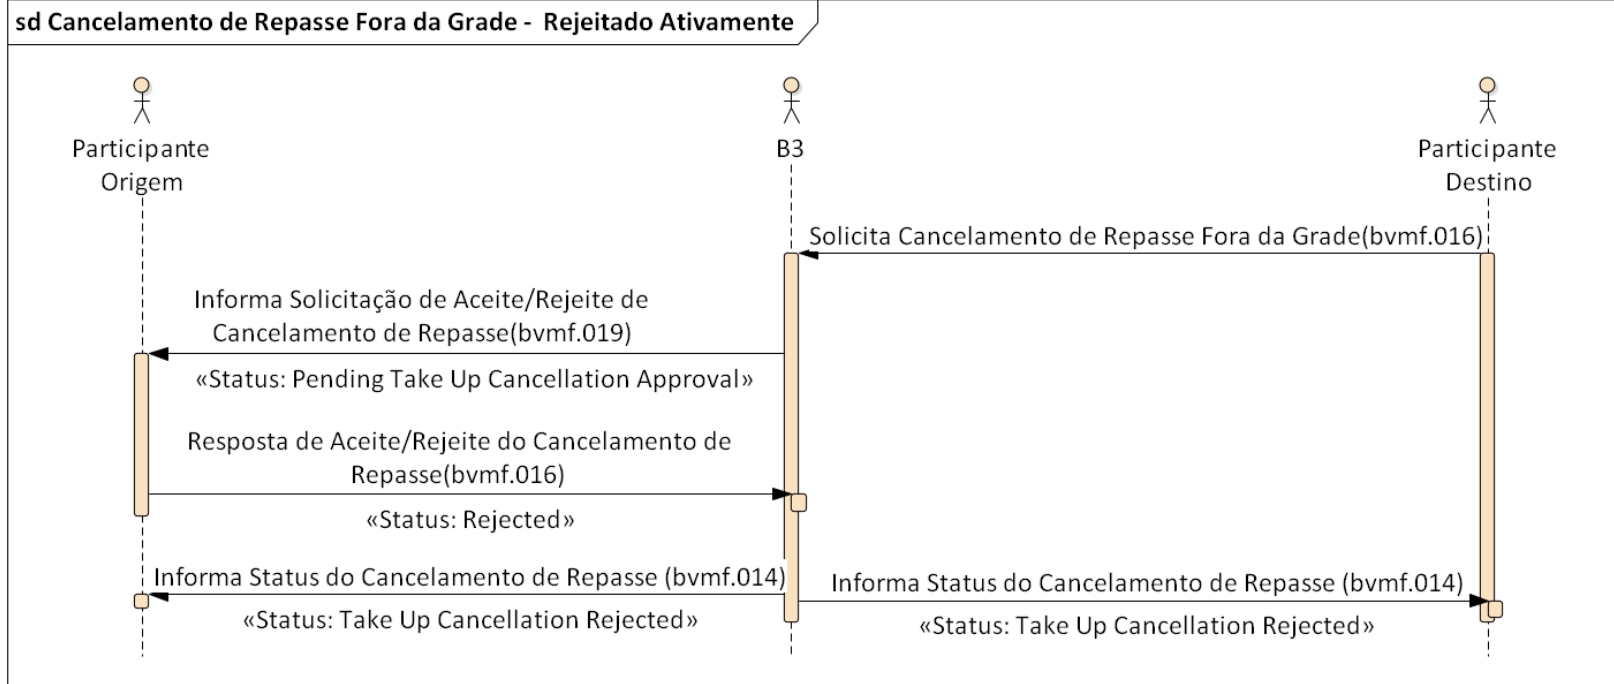 sd Cancelamento de Repasse Fora da Grade - Rejeitado Ativamente
Participante
Origem
B3
Participante
Destino
Solicita Cancelamento de Repasse Fora da Grade(bvmf.016)
Informa Solicitação de Aceite/Rejeite de
Cancelamento de Repasse(bvmf.019)
«Status: Pending Take Up Cancellation Approval»
Resposta de Aceite/Rejeite do Cancelamento de
Repasse(bvmf.016)
«Status: Rejected»
Informa Status do Cancelamento de Repasse (bvmf.014)
«Status: Take Up Cancellation Rejected»
Informa Status do Cancelamento de Repasse (bvmf.014)
«Status: Take Up Cancellation Rejected»